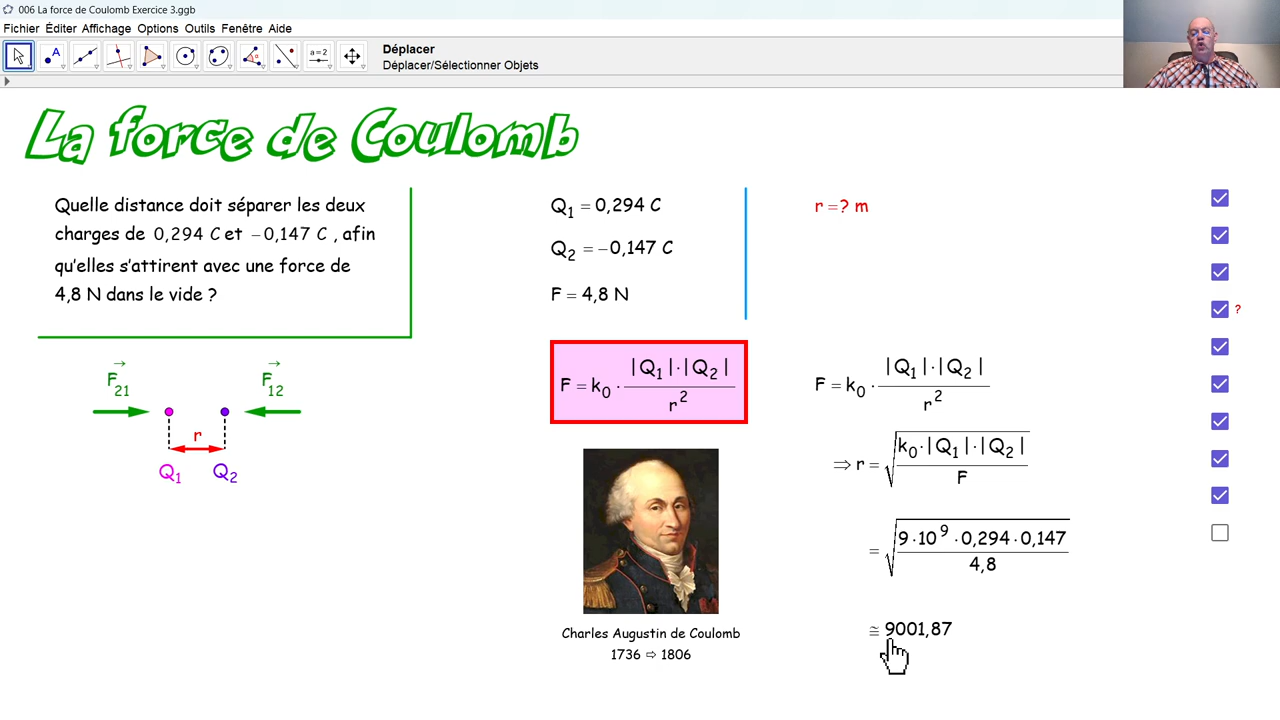 006 La force de Coulomb Exercice 3.ggb
Fichier Éditer Affichage Options Outils Fenêtre Aide
A
a=2
Déplacer
Déplacer/Sélectionner Objets
La force de Coulomb
Quelle distance doit séparer les deux
charges de 0,294 C et −0,147 C , afin
qu'elles s'attirent avec une force de
4,8 N dans le vide ?
Q₁ = 0,294 C
Q₂ = −0,147 C
F = 4,8 N
r = ? m
?
F₂₁ F₁₂
r
Q₁ Q₂
F = k₀ · |Q₁|·|Q₂| / r²
Charles Augustin de Coulomb
1736 ⇨ 1806
F = k₀ · |Q₁|·|Q₂| / r²
⇒ r = √(k₀·|Q₁|·|Q₂| / F)
= √(9·10⁹·0,294·0,147 / 4,8)
≅ 9001,87